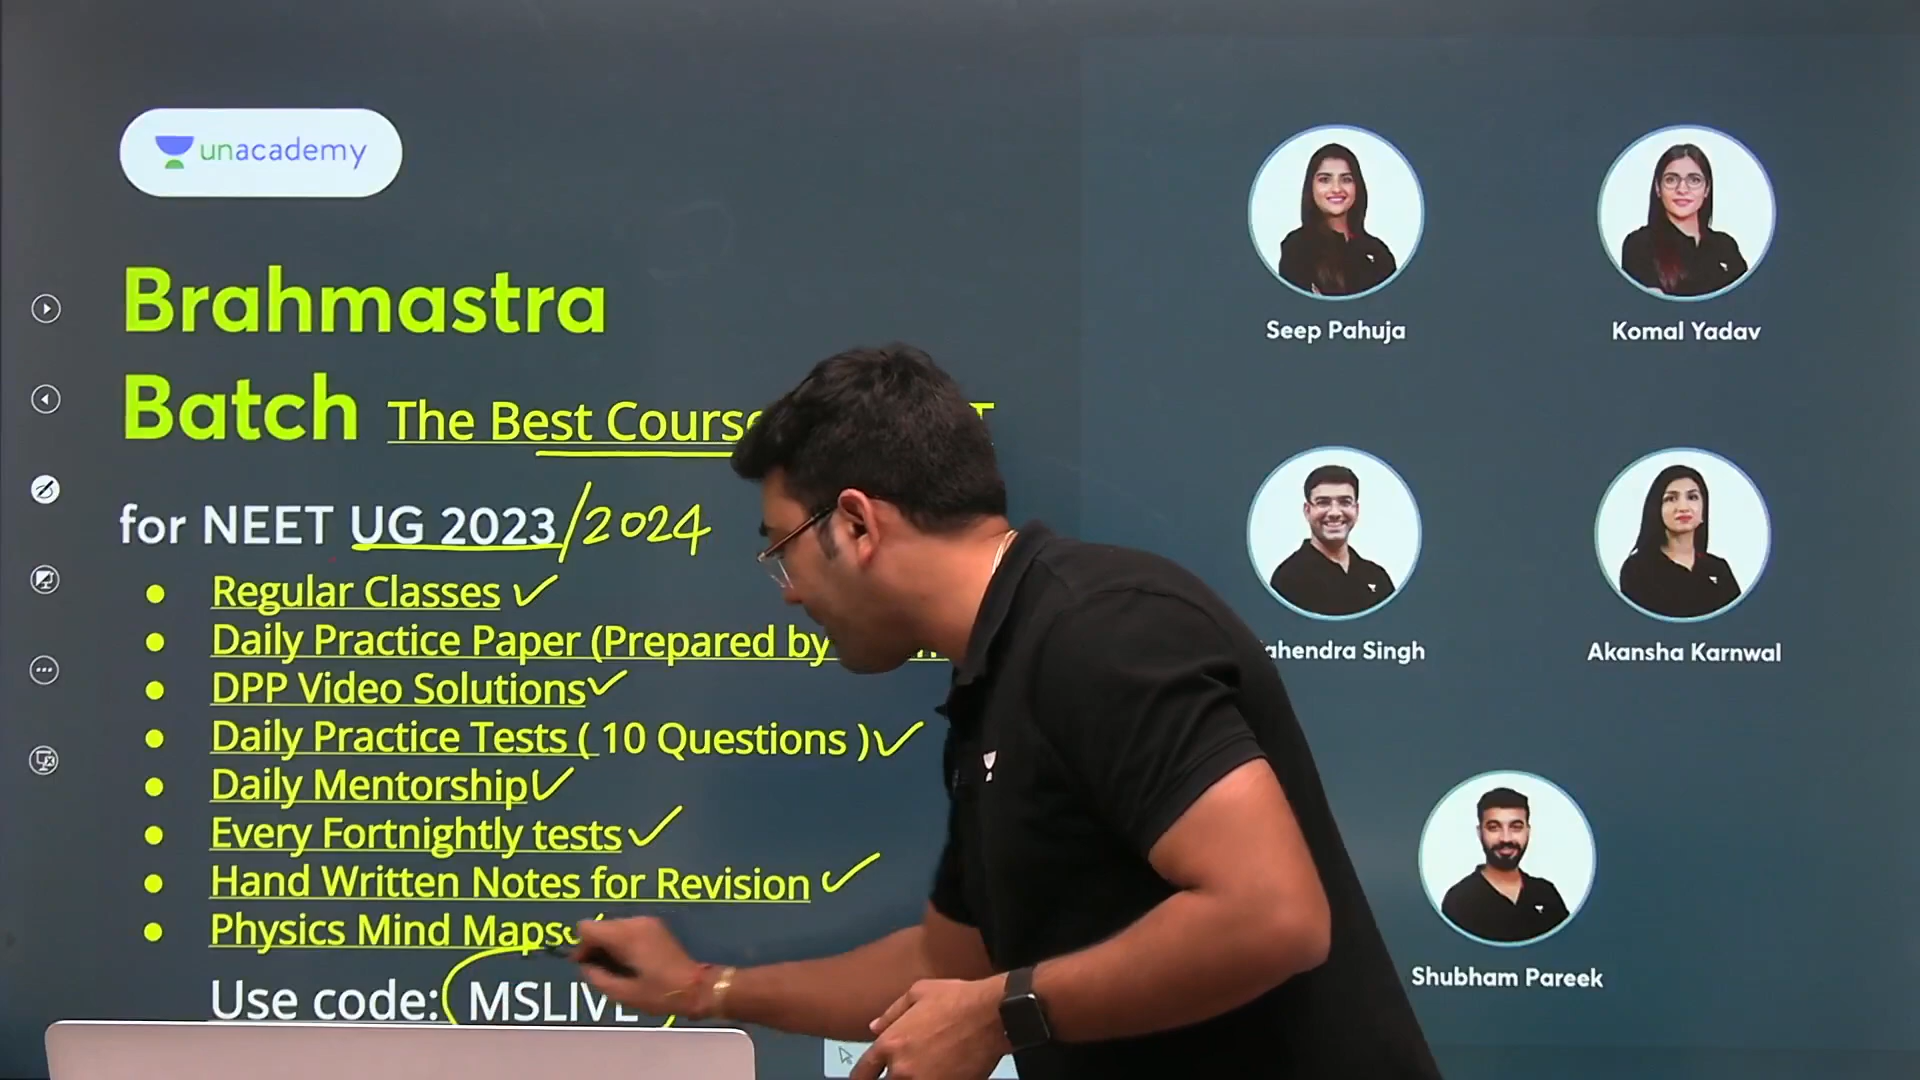 unacademy
Brahmastra
Batch The Best
for NEET UG 2023/2024
Regular Classes
Daily Practice Paper (Prepared by
DPP Video Solutions
Daily Practice Tests ( 10 Questions )
Daily Mentorship
Every Fortnightly tests
Hand Written Notes for Revision
Physics Mind Maps
Use code: MSLIVE
Seep Pahuja
Komal Yadav
Singh
Akansha Karnwal
Shubham Pareek